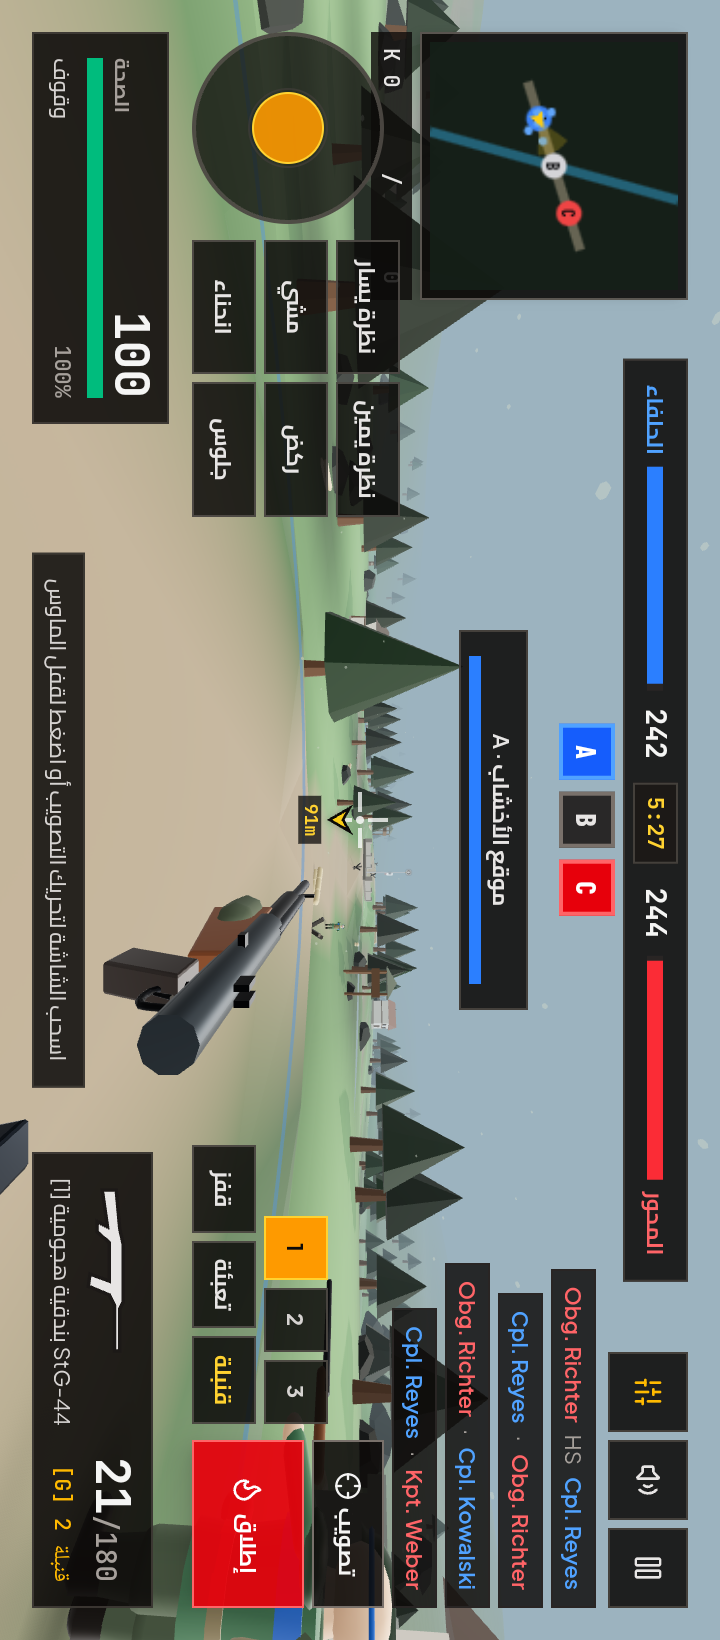 K 0 / 0
الحلفاء 242 5:27 244 المحور
A B C
موقع الأخشاب · A
Obg. Richter HS Cpl. Reyes
Cpl. Reyes · Obg. Richter
Obg. Richter · Cpl. Kowalski
Cpl. Reyes · Kpt. Weber
B
C
91m
نظرة يسار
نظرة يمين
مشي
ركض
انحناء
جلوس
1
2
3
تصويب
قفز
تعبئة
قنبلة
إطلاق
الصحة
100
وقوف
100%
اسحب الشاشة لتحريك التصويب أو اضغط لقفل الماوس
21/180
[1] بندقية هجومية StG-44
[G] 2 قنبلة